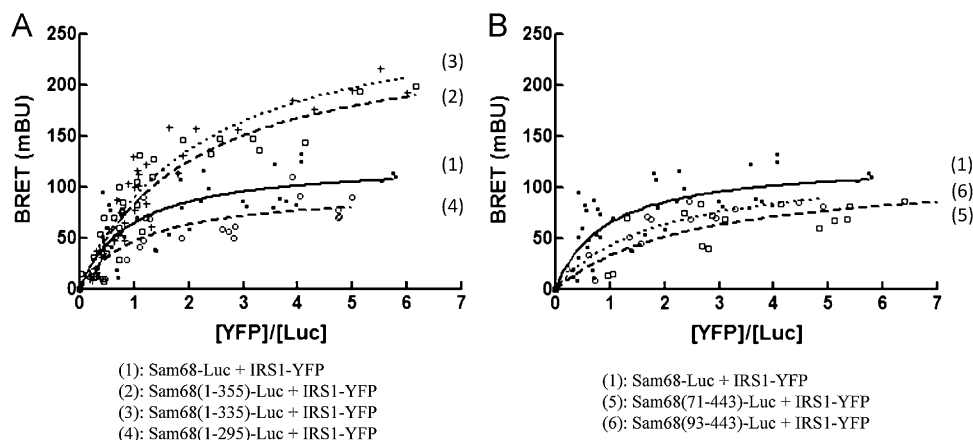 A
BRET (mBU)
250
200
150
100
50
0
0 1 2 3 4 5 6 7
[YFP]/[Luc]
(3)
(2)
(1)
(4)
(1): Sam68-Luc + IRS1-YFP
(2): Sam68(1-355)-Luc + IRS1-YFP
(3): Sam68(1-335)-Luc + IRS1-YFP
(4): Sam68(1-295)-Luc + IRS1-YFP
B
BRET (mBU)
250
200
150
100
50
0
0 1 2 3 4 5 6 7
[YFP]/[Luc]
(1)
(6)
(5)
(1): Sam68-Luc + IRS1-YFP
(5): Sam68(71-443)-Luc + IRS1-YFP
(6): Sam68(93-443)-Luc + IRS1-YFP